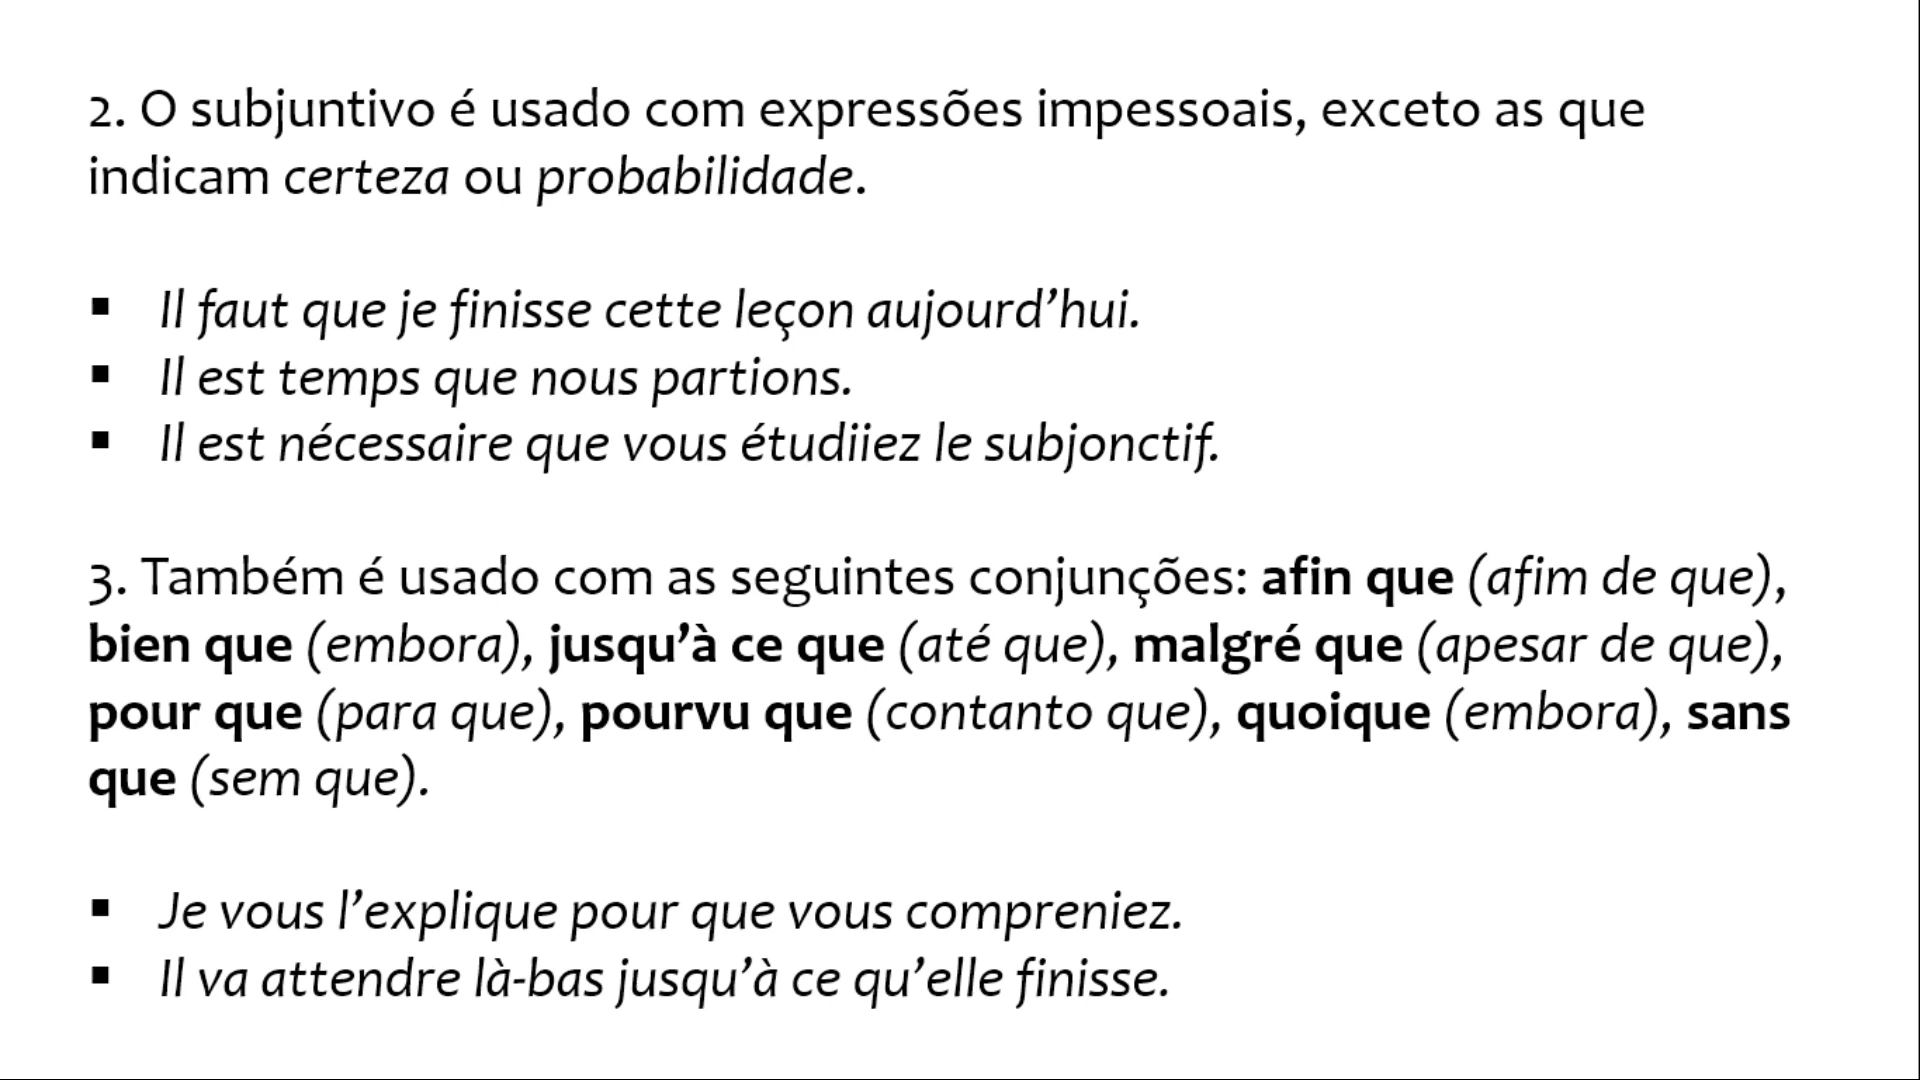 2. O subjuntivo é usado com expressões impessoais, exceto as que
indicam certeza ou probabilidade.
▪ Il faut que je finisse cette leçon aujourd’hui.
▪ Il est temps que nous partions.
▪ Il est nécessaire que vous étudiiez le subjonctif.
3. Também é usado com as seguintes conjunções: afin que (afim de que),
bien que (embora), jusqu’à ce que (até que), malgré que (apesar de que),
pour que (para que), pourvu que (contanto que), quoique (embora), sans
que (sem que).
▪ Je vous l’explique pour que vous compreniez.
▪ Il va attendre là-bas jusqu’à ce qu’elle finisse.